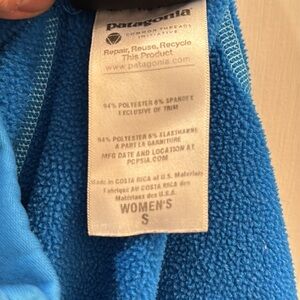 patagonia
COMMON THREADS
INITIATIVE
Repair, Reuse, Recycle
This Product
www.patagonia.com
94% POLYESTER 6% SPANDEX
EXCLUSIVE OF TRIM
94% POLYESTER 6% ELASTHANNE
A PART LA GARNITURE
MFG DATE AND LOCATION AT
PCPSIA.COM
Made in COSTA RICA of U.S. Materials
Fabriqué AU COSTA RICA de
Matériaux des U.S.A.
WOMEN'S
S